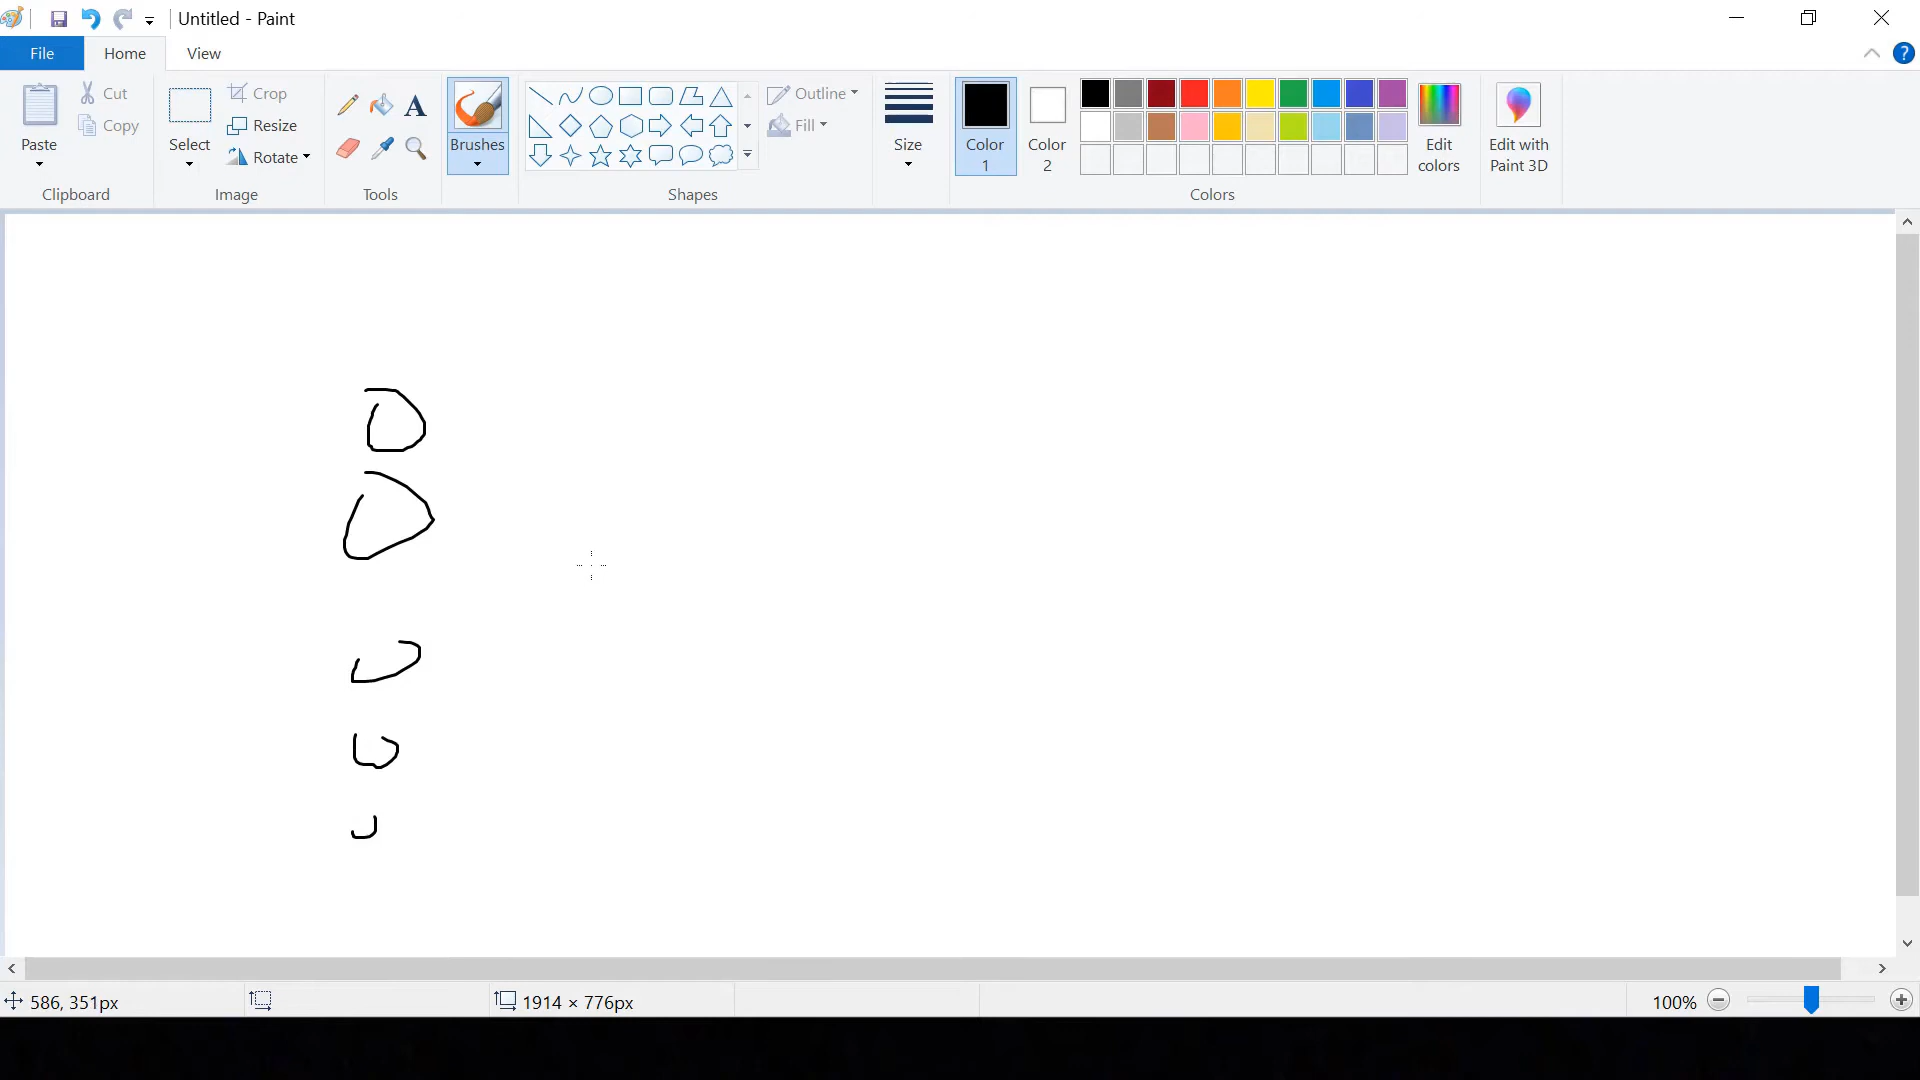 Untitled - Paint
File Home View
Paste
Cut
Copy
Clipboard
Select
Crop
Resize
Rotate
Image
A
Tools
Brushes
Shapes
Outline
Fill
Size
Color 1
Color 2
Colors
Edit colors
Edit with Paint 3D
?
586, 351px
1914 × 776px
100%